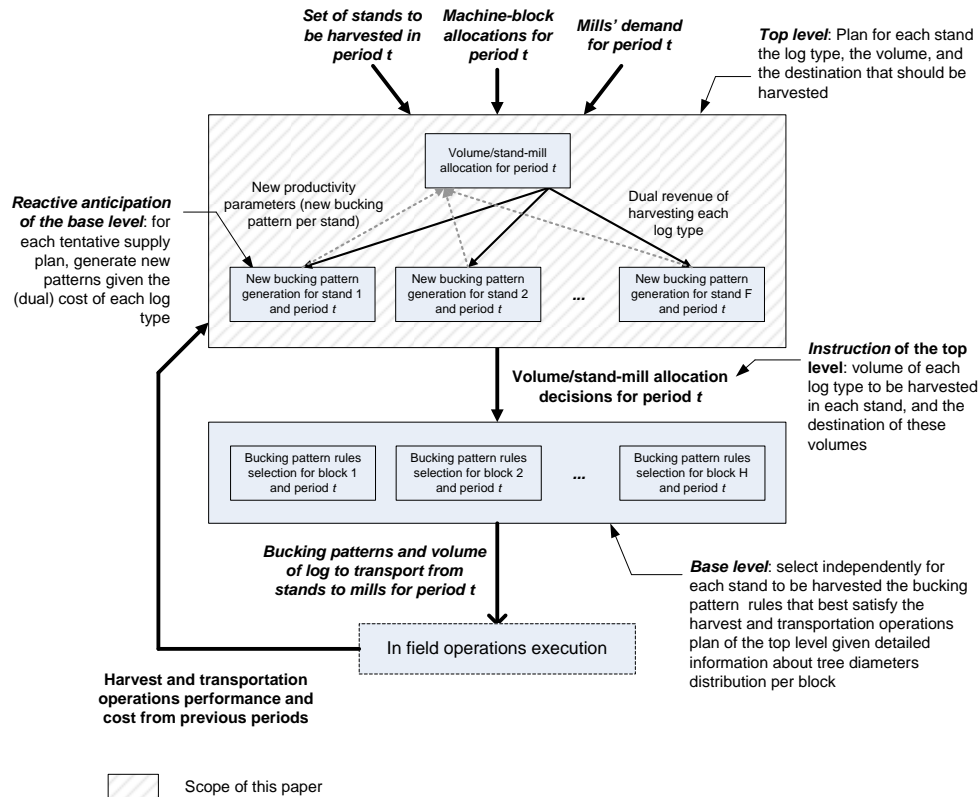 Set of stands to
be harvested in
period t
Machine-block
allocations for
period t
Mills' demand
for period t
Top level: Plan for each stand
the log type, the volume, and
the destination that should be
harvested
Volume/stand-mill
allocation for period t
Reactive anticipation
of the base level: for
each tentative supply
plan, generate new
patterns given the
(dual) cost of each log
type
New productivity
parameters (new bucking
pattern per stand)
Dual revenue of
harvesting each
log type
New bucking pattern
generation for stand 1
and period t
New bucking pattern
generation for stand 2
and period t
...
New bucking pattern
generation for stand F
and period t
Volume/stand-mill allocation
decisions for period t
Instruction of the top
level: volume of each
log type to be harvested
in each stand, and the
destination of these
volumes
Bucking pattern rules
selection for block 1
and period t
Bucking pattern rules
selection for block 2
and period t
...
Bucking pattern rules
selection for block H
and period t
Bucking patterns and volume
of log to transport from
stands to mills for period t
Base level: select independently for
each stand to be harvested the bucking
pattern rules that best satisfy the
harvest and transportation operations
plan of the top level given detailed
information about tree diameters
distribution per block
In field operations execution
Harvest and transportation
operations performance and
cost from previous periods
Scope of this paper